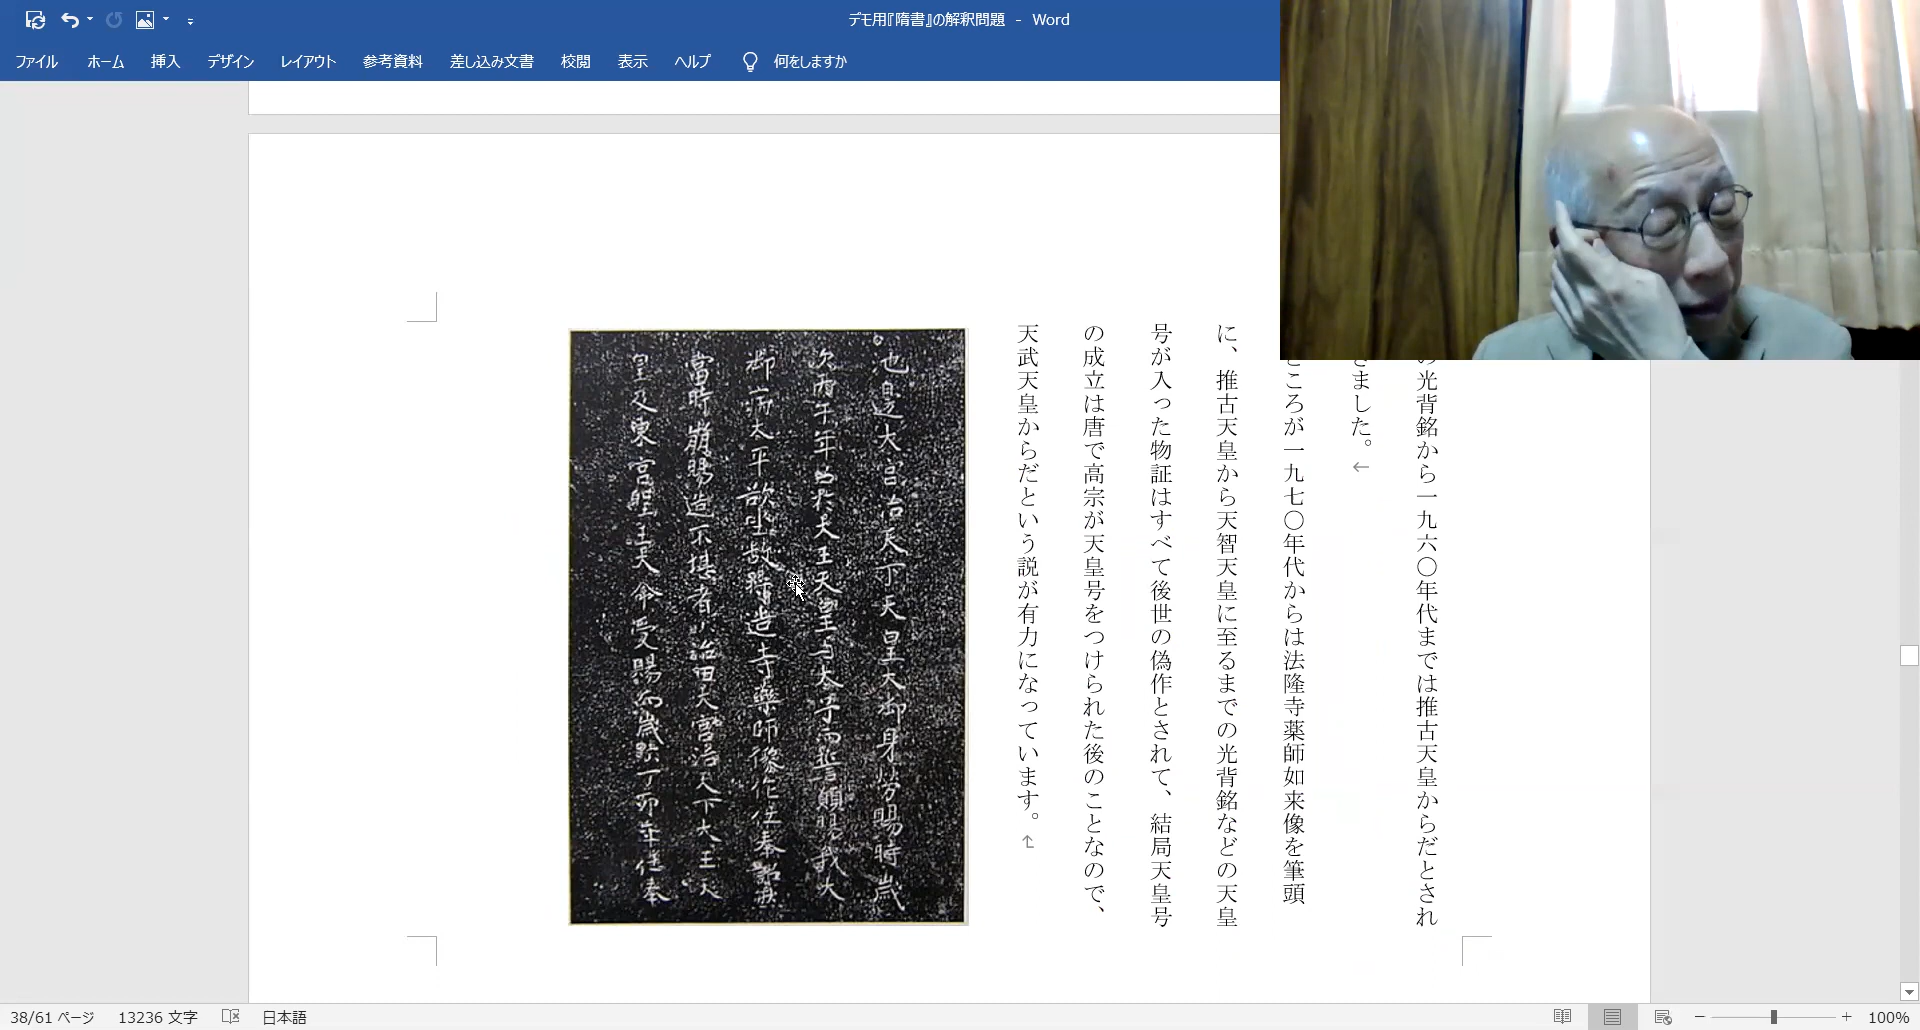 デモ用『隋書』の解釈問題 - Word
ファイル ホーム 挿入 デザイン レイアウト 参考資料 差し込み文書 校閲 表示 ヘルプ 何をしますか
の光背銘から一九六〇年代までは推古天皇からだとされ
きました。
ところが一九七〇年代からは法隆寺薬師如来像を筆頭
に、推古天皇から天智天皇に至るまでの光背銘などの天皇
号が入った物証はすべて後世の偽作とされて、結局天皇号
の成立は唐で高宗が天皇号をつけられた後のことなので、
天武天皇からだという説が有力になっています。
池邊大宮治天下天皇大御身労賜時歳
次丙午年召於大王天皇与太子而誓願賜我大
御病太平欲坐故将造寺薬師像作仕奉詔然
當時崩賜造不堪者小治田大宮治天下大王天
皇及東宮聖王大命受賜而歳次丁卯年仕奉
38/61 ページ 13236 文字 日本語 100%